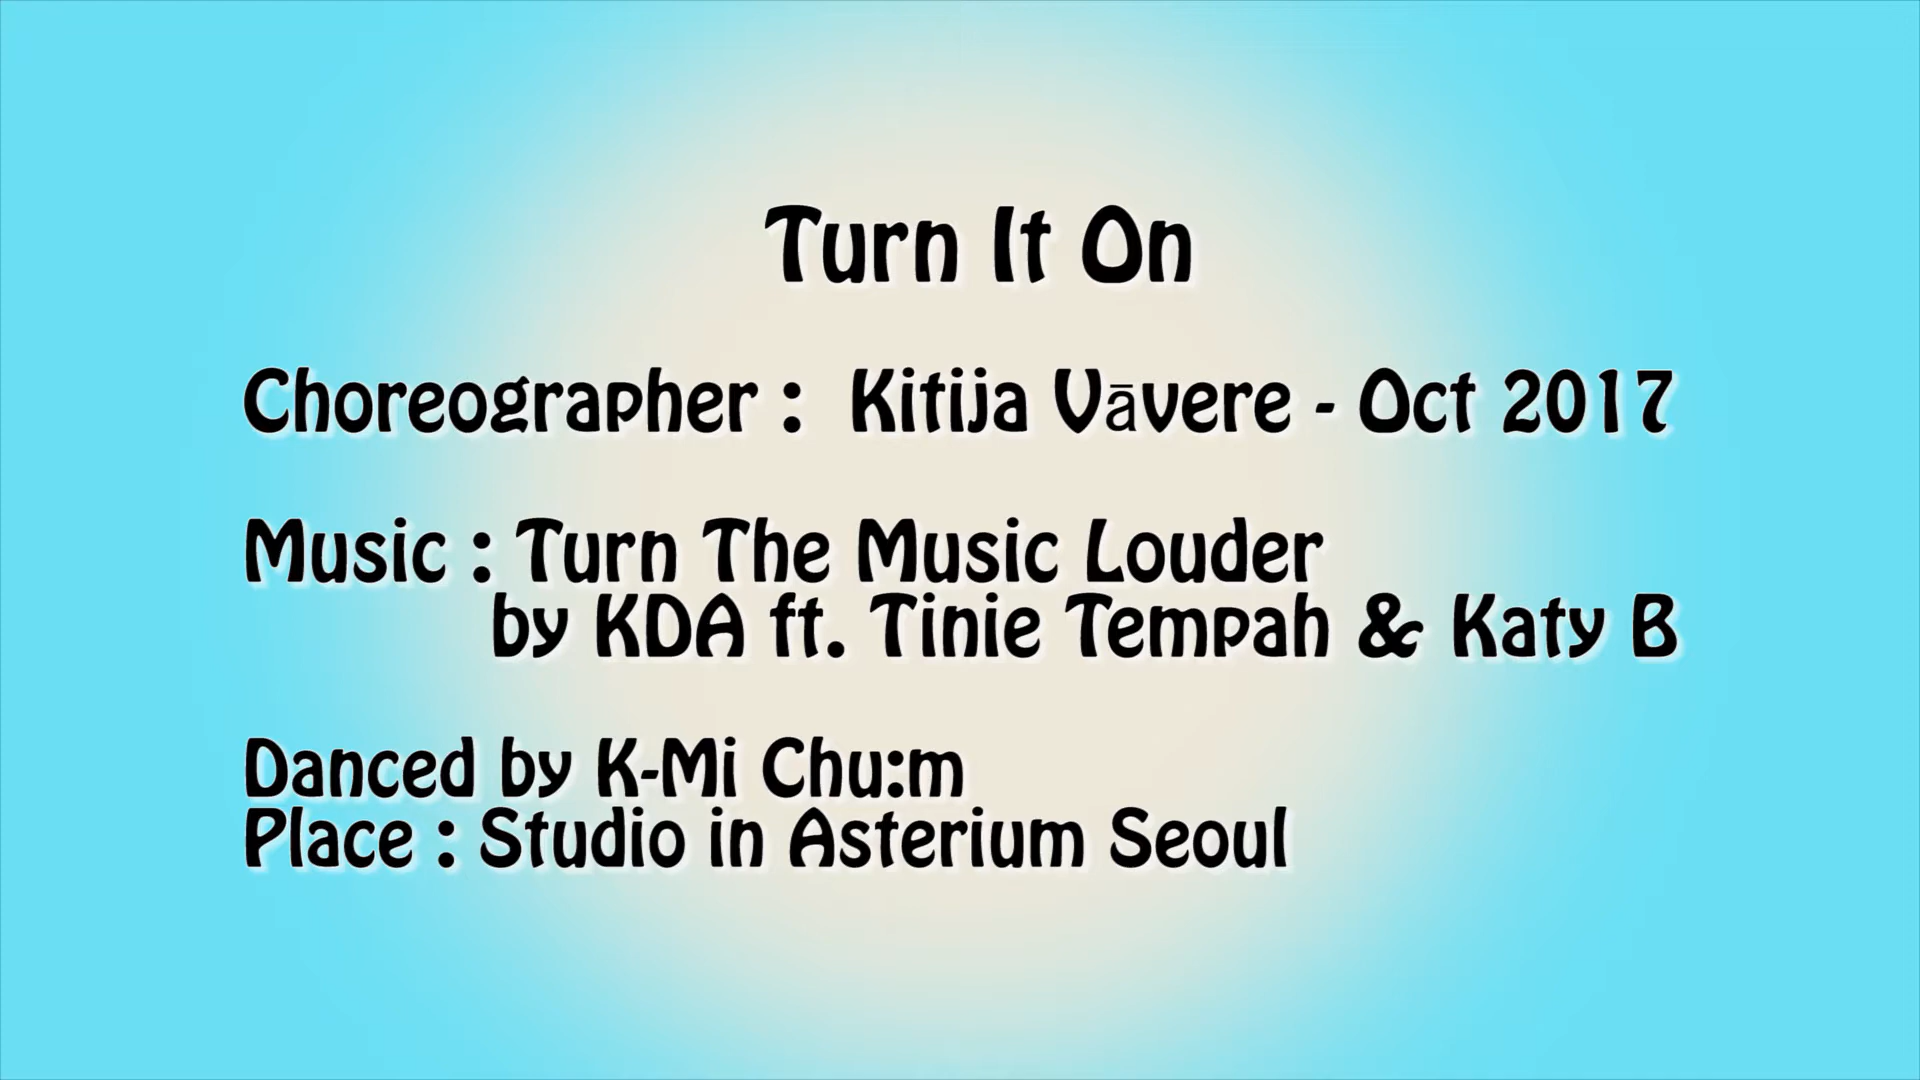 Turn It On
Choreographer :  Kitija Vāvere - Oct 2017
Music : Turn The Music Louder
by KDA ft. Tinie Tempah & Katy B
Danced by K-Mi Chu:m
Place : Studio in Asterium Seoul